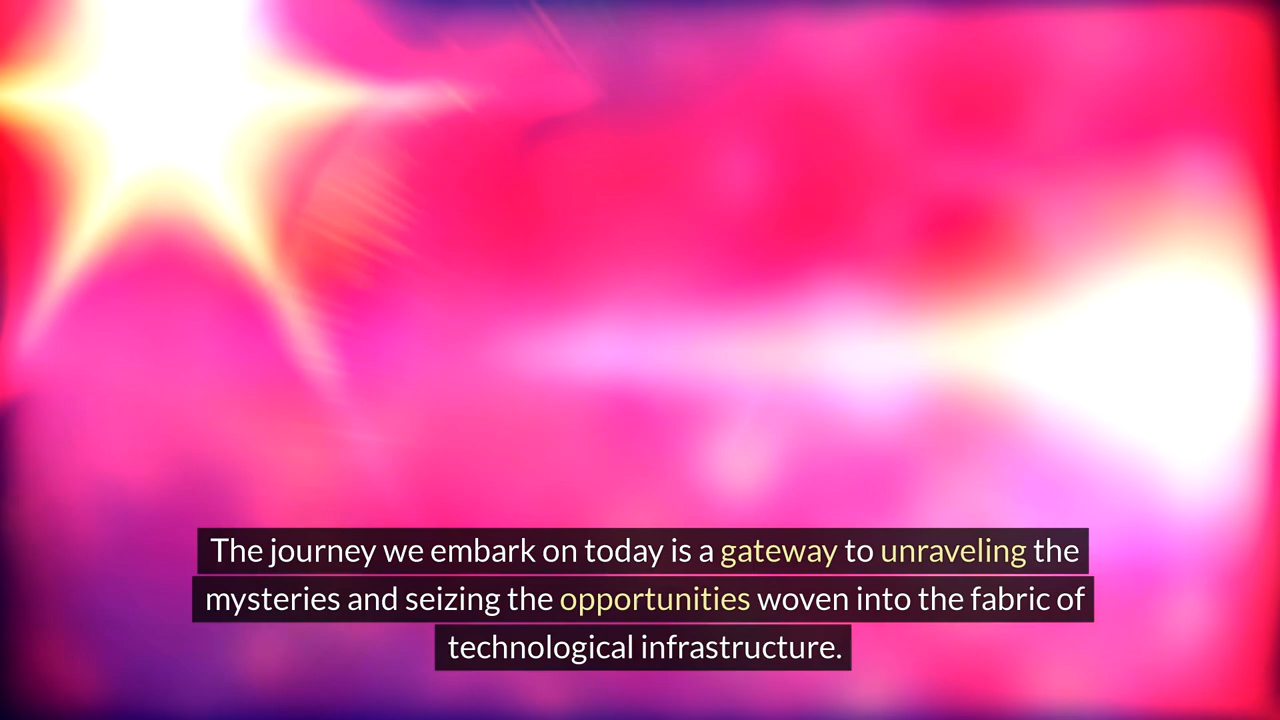 The journey we embark on today is a gateway to unraveling the
mysteries and seizing the opportunities woven into the fabric of
technological infrastructure.